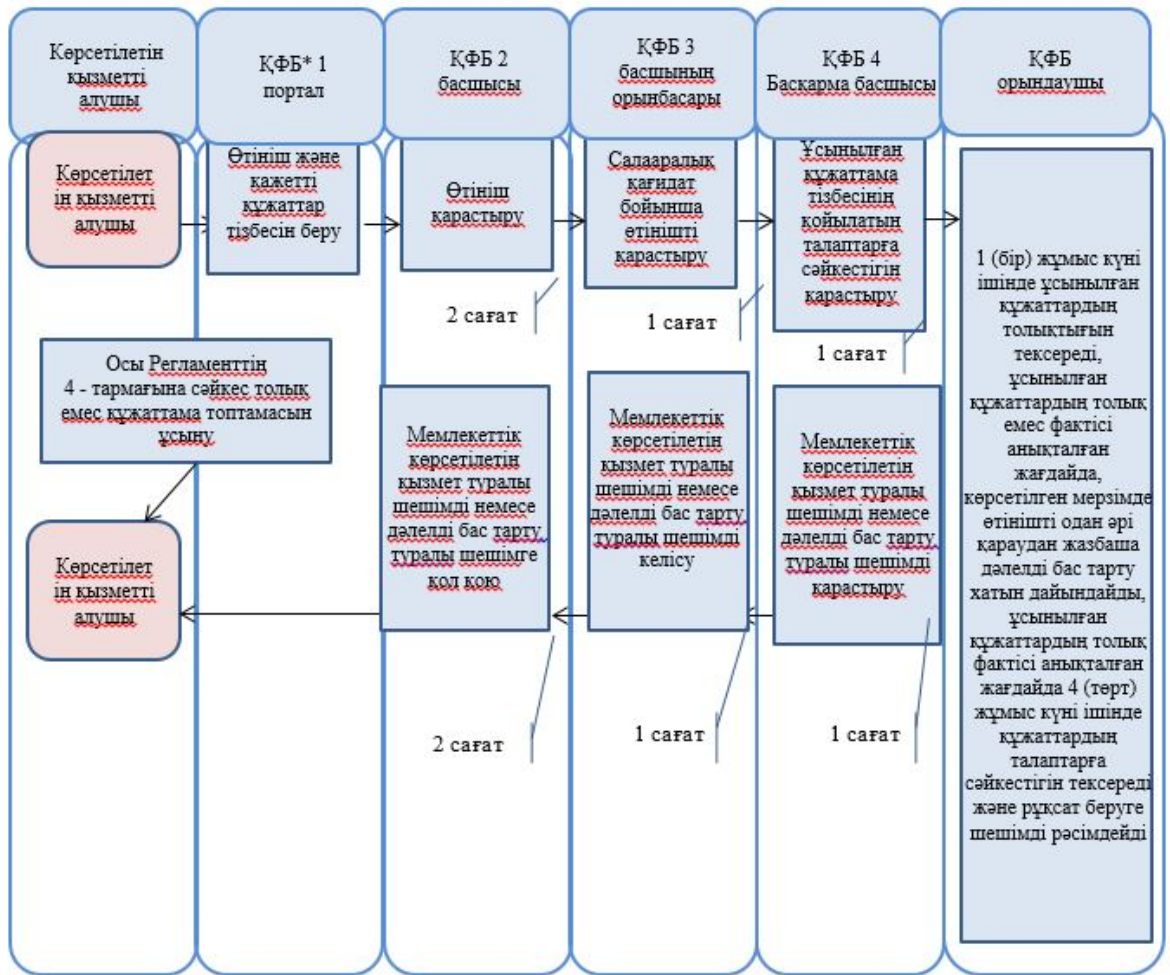 Көрсетілетін
қызметті
алушы
ҚФБ* 1
портал
ҚФБ 2
басшысы
ҚФБ 3
басшының
орынбасары
ҚФБ 4
Басқарма басшысы
ҚФБ
орындаушы
Көрсетілет
ін қызметті
алушы
Өтініш және
қажетті
құжаттар
тізбесін беру
Өтініш
қарастыру
2 сағат
Салааралық
қағидат
бойынша
өтінішті
қарастыру
1 сағат
Ұсынылған
құжаттама
тізбесінің
қойылатын
талаптарға
сәйкестігін
қарастыру
1 сағат
1 (бір) жұмыс күні
ішінде ұсынылған
құжаттардың
толықтығын
тексереді,
ұсынылған
құжаттардың толық
емес фактісі
анықталған
жағдайда,
көрсетілген мерзімде
өтінішті одан әрі
қараудан жазбаша
дәлелді бас тарту
хатын дайындайды,
ұсынылған
құжаттардың толық
фактісі анықталған
жағдайда 4 (төрт)
жұмыс күні ішінде
құжаттардың
талаптарға
сәйкестігін тексереді
және рұқсат беруге
шешімді рәсімдейді
Осы Регламенттің
4 - тармағына сәйкес толық
емес құжаттама топтамасын
ұсыну
Көрсетілет
ін қызметті
алушы
Мемлекеттік
көрсетілетін
қызмет туралы
шешімді немесе
дәлелді бас тарту
туралы шешімге
қол қою
2 сағат
Мемлекеттік
көрсетілетін
қызмет туралы
шешімді немесе
дәлелді бас тарту
туралы шешімді
келісу
1 сағат
Мемлекеттік
көрсетілетін
қызмет туралы
шешімді немесе
дәлелді бас тарту
туралы шешімді
қарастыру
1 сағат